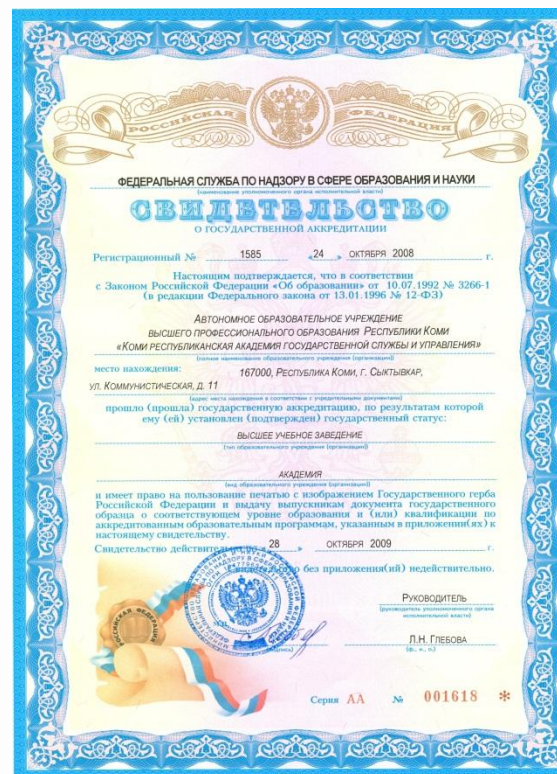 РОССИЙСКАЯ ФЕДЕРАЦИЯ
ФЕДЕРАЛЬНАЯ СЛУЖБА ПО НАДЗОРУ В СФЕРЕ ОБРАЗОВАНИЯ И НАУКИ
(наименование уполномоченного органа исполнительной власти)
СВИДЕТЕЛЬСТВО
О ГОСУДАРСТВЕННОЙ АККРЕДИТАЦИИ
Регистрационный № 1585 «24» ОКТЯБРЯ 2008 г.
Настоящим подтверждается, что в соответствии
с Законом Российской Федерации «Об образовании» от 10.07.1992 № 3266-1
(в редакции Федерального закона от 13.01.1996 № 12-ФЗ)
АВТОНОМНОЕ ОБРАЗОВАТЕЛЬНОЕ УЧРЕЖДЕНИЕ
ВЫСШЕГО ПРОФЕССИОНАЛЬНОГО ОБРАЗОВАНИЯ РЕСПУБЛИКИ КОМИ
«КОМИ РЕСПУБЛИКАНСКАЯ АКАДЕМИЯ ГОСУДАРСТВЕННОЙ СЛУЖБЫ И УПРАВЛЕНИЯ»
(полное наименование образовательного учреждения (организации))
место нахождения: 167000, РЕСПУБЛИКА КОМИ, Г. СЫКТЫВКАР,
УЛ. КОММУНИСТИЧЕСКАЯ, Д. 11
(адрес места нахождения в соответствии с учредительными документами)
прошло (прошла) государственную аккредитацию, по результатам которой
ему (ей) установлен (подтвержден) государственный статус:
ВЫСШЕЕ УЧЕБНОЕ ЗАВЕДЕНИЕ
(тип образовательного учреждения (организации))
АКАДЕМИЯ
(вид образовательного учреждения (организации))
и имеет право на пользование печатью с изображением Государственного герба
Российской Федерации и выдачу выпускникам документа государственного
образца о соответствующем уровне образования и (или) квалификации по
аккредитованным образовательным программам, указанным в приложении(ях) к
настоящему свидетельству.
Свидетельство действительно по «28» ОКТЯБРЯ 2009 г.
Свидетельство без приложения(ий) недействительно.
РУКОВОДИТЕЛЬ
(руководитель уполномоченного органа
исполнительной власти)
Л.Н. ГЛЕБОВА
(подпись) (ф., и., о.)
РОССИЙСКАЯ ФЕДЕРАЦИЯ
Серия АА № 001618 *